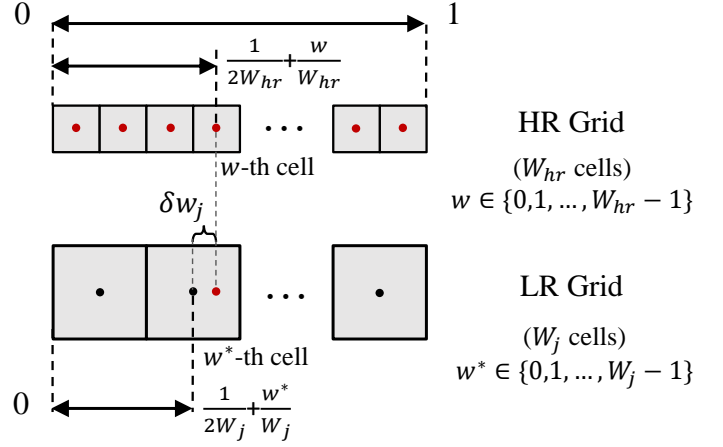 0 1
1/(2W_hr) + w/W_hr
. . .
HR Grid
w-th cell
(W_hr cells)
w ∈ {0,1, … , W_hr − 1}
δw_j
. . .
LR Grid
w*-th cell
(W_j cells)
w* ∈ {0,1, … , W_j − 1}
0
1/(2W_j) + w*/W_j